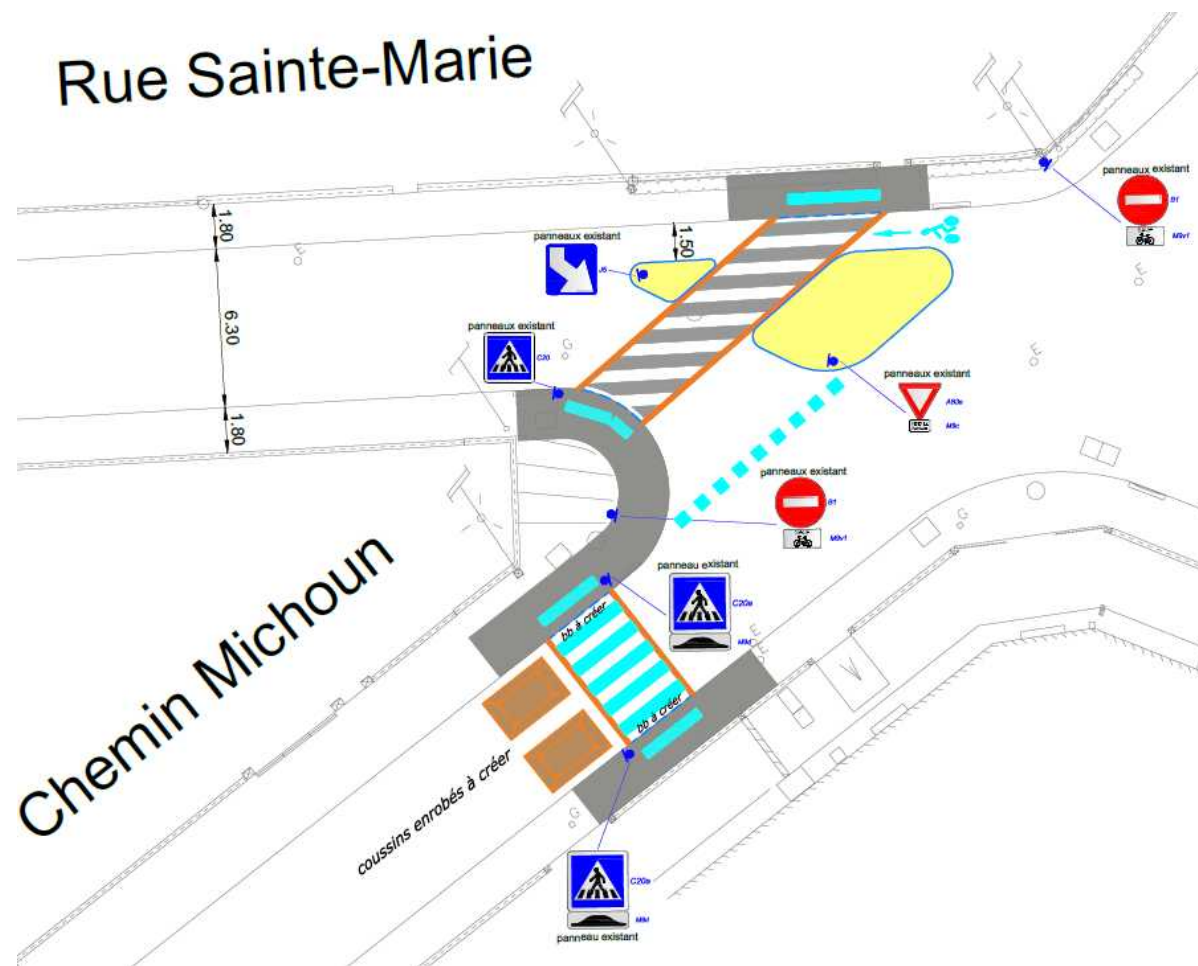 Rue Sainte-Marie
panneaux existant
B1
M9v1
1.80
1.50
panneaux existant
J5
E
E
6.30
panneaux existant
C20
G
E
panneaux existant
M9c
1.80
panneaux existant
B1
M9v1
G
panneau existant
C20a
M9d
E
E
bb à créer
bb à créer
Chemin Michoun
coussins enrobés à créer
G
C20a
M9d
panneau existant